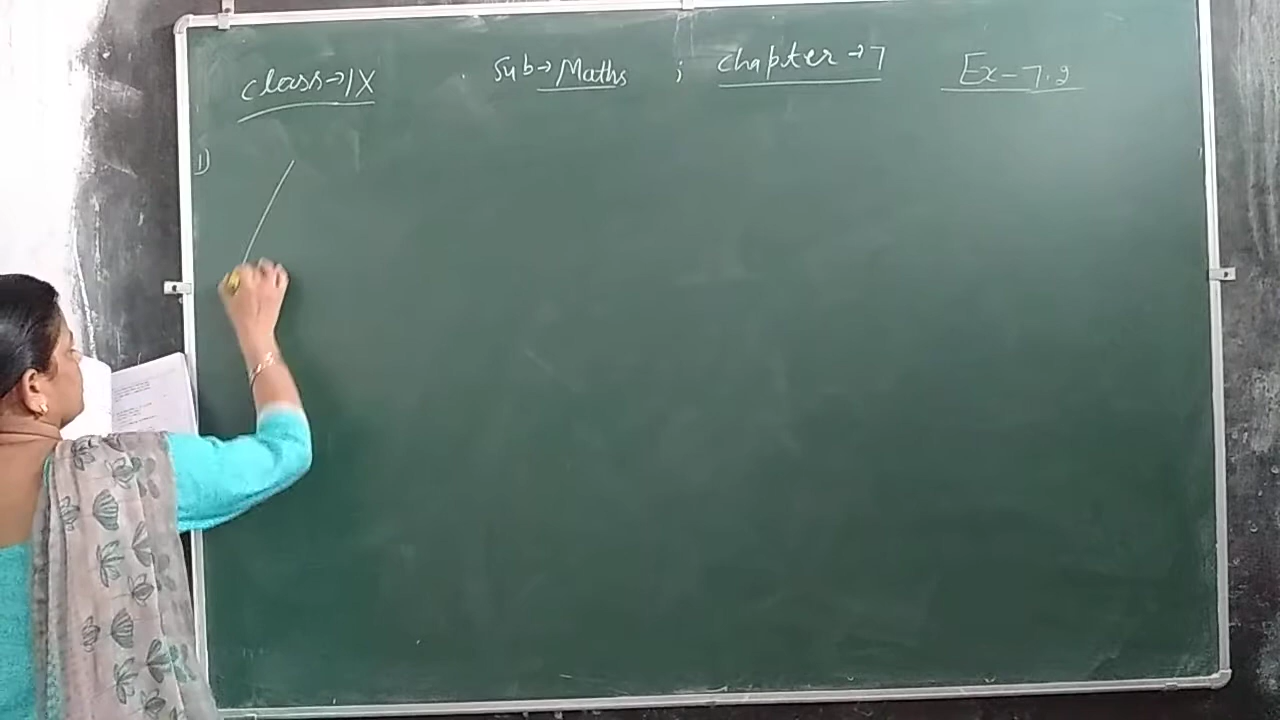 class→IX Sub→Maths ; chapter→7 Ex-7.2
1)